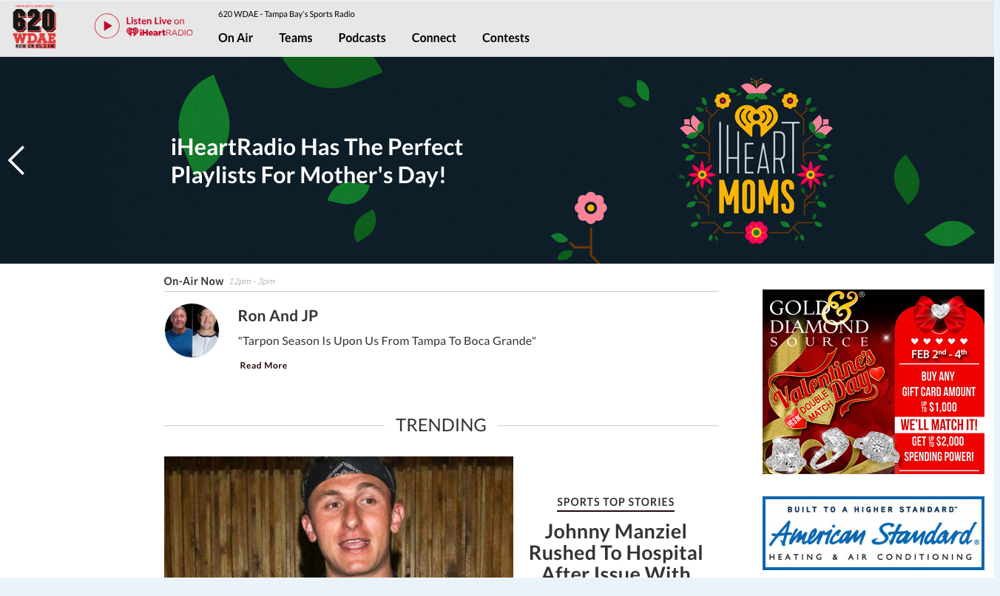 TAMPA BAY'S SPORTS RADIO
620
WDAE
NOW ON 95.3 FM
Listen Live on
iHeartRADIO
620 WDAE - Tampa Bay's Sports Radio
On Air Teams Podcasts Connect Contests
iHeartRadio Has The Perfect
Playlists For Mother's Day!
IHEART
MOMS
On-Air Now 12pm - 3pm
Ron And JP
"Tarpon Season Is Upon Us From Tampa To Boca Grande"
Read More
TRENDING
SPORTS TOP STORIES
Johnny Manziel
Rushed To Hospital
After Issue With
GOLD &®
DIAMOND
SOURCE
Valentine's
Day
DOUBLE
MATCH
FEB 2nd - 4th
BUY ANY
GIFT CARD AMOUNT
UP TO $1,000
WE'LL MATCH IT!
GET UP TO $2,000
SPENDING POWER!
BUILT TO A HIGHER STANDARD™
American Standard®
HEATING & AIR CONDITIONING